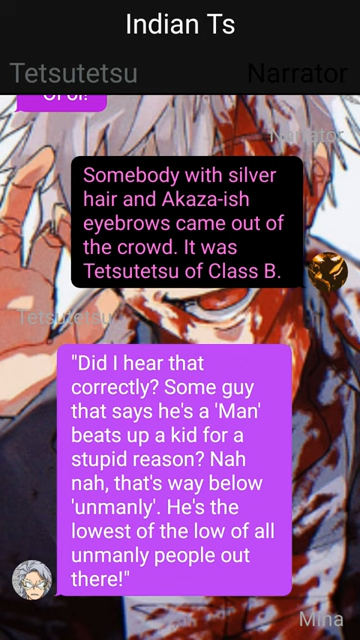 Indian Ts
Tetsutetsu Narrator
Oi oi!
Narrator
Somebody with silver
hair and Akaza-ish
eyebrows came out of
the crowd. It was
Tetsutetsu of Class B.
Tetsutetsu
"Did I hear that
correctly? Some guy
that says he's a 'Man'
beats up a kid for a
stupid reason? Nah
nah, that's way below
'unmanly'. He's the
lowest of the low of all
unmanly people out
there!"
Mina